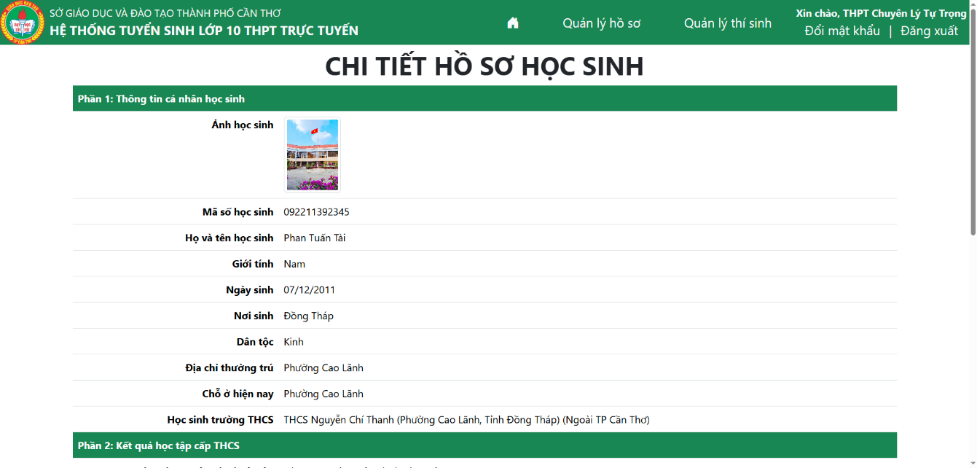 SỞ GIÁO DỤC VÀ ĐÀO TẠO THÀNH PHỐ CẦN THƠ
HỆ THỐNG TUYỂN SINH LỚP 10 THPT TRỰC TUYẾN
Quản lý hồ sơ
Quản lý thí sinh
Xin chào, THPT Chuyên Lý Tự Trọng
Đổi mật khẩu | Đăng xuất
CHI TIẾT HỒ SƠ HỌC SINH
Phần 1: Thông tin cá nhân học sinh
Ảnh học sinh
Mã số học sinh 092211392345
Họ và tên học sinh Phan Tuấn Tài
Giới tính Nam
Ngày sinh 07/12/2011
Nơi sinh Đồng Tháp
Dân tộc Kinh
Địa chỉ thường trú Phường Cao Lãnh
Chỗ ở hiện nay Phường Cao Lãnh
Học sinh trường THCS THCS Nguyễn Chí Thanh (Phường Cao Lãnh, Tỉnh Đồng Tháp) (Ngoài TP Cần Thơ)
Phần 2: Kết quả học tập cấp THCS